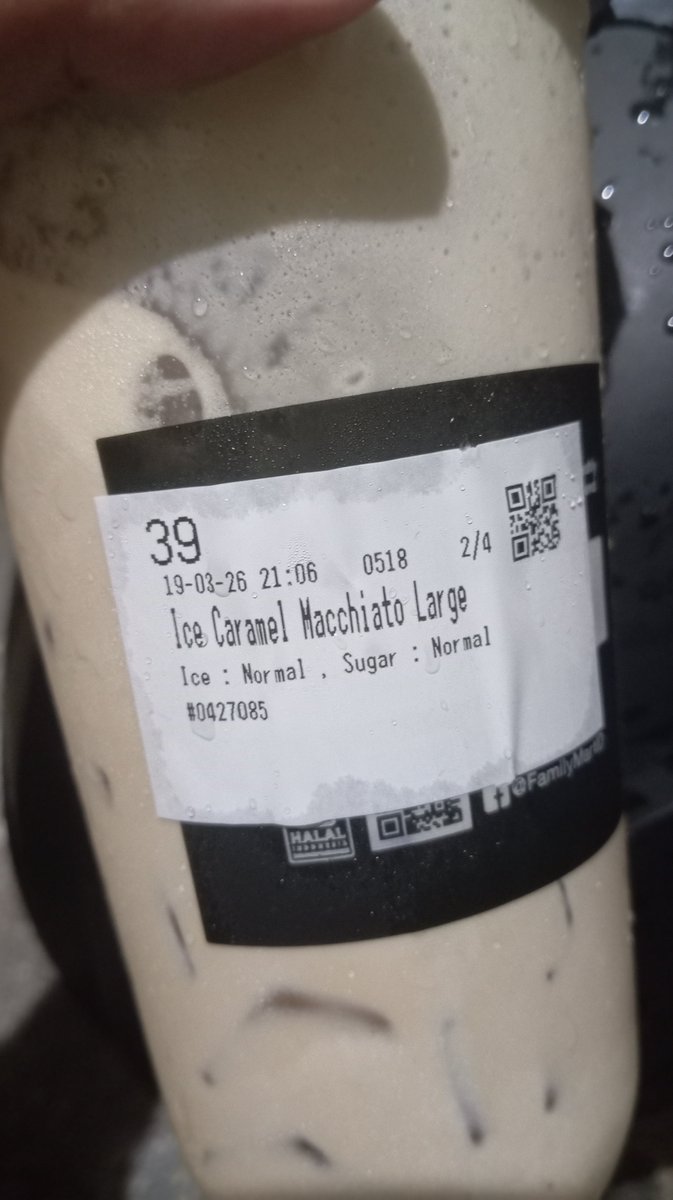 39
19-03-26 21:06 0518 2/4
Ice Caramel Macchiato Large
Ice : Normal , Sugar : Normal
#0427085
HALAL
INDONESIA